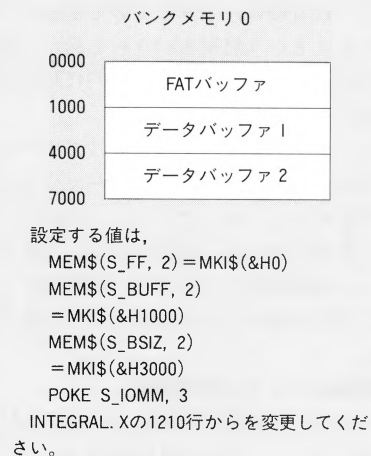 バンクメモリ 0
0000
FATバッファ
1000
データバッファ 1
4000
データバッファ 2
7000
設定する値は,
MEM$(S_FF, 2)=MKI$(&H0)
MEM$(S_BUFF, 2)
=MKI$(&H1000)
MEM$(S_BSIZ, 2)
=MKI$(&H3000)
POKE S_IOMM, 3
INTEGRAL. Xの1210行からを変更してくだ
さい。